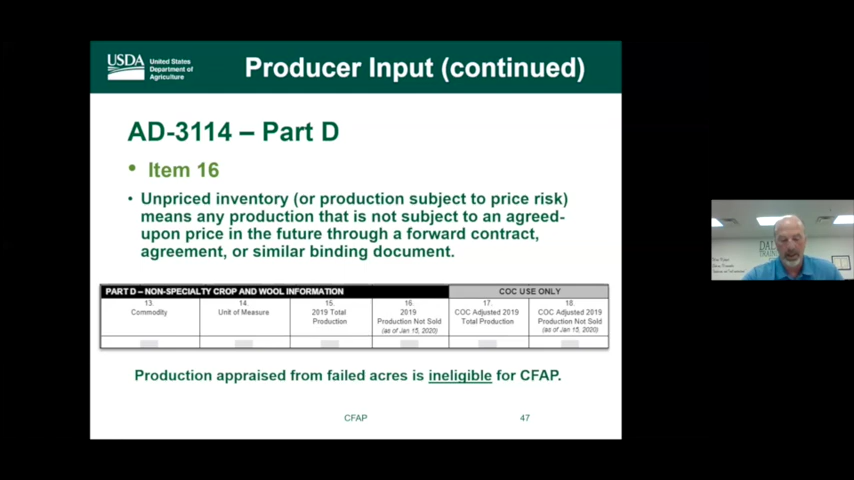 USDA
United States
Department of
Agriculture
Producer Input (continued)
AD-3114 – Part D
• Item 16
• Unpriced inventory (or production subject to price risk)
means any production that is not subject to an agreed-
upon price in the future through a forward contract,
agreement, or similar binding document.
PART D – NON-SPECIALTY CROP AND WOOL INFORMATION
COC USE ONLY
13.
Commodity
14.
Unit of Measure
15.
2019 Total
Production
16.
2019
Production Not Sold
(as of Jan 15, 2020)
17.
COC Adjusted 2019
Total Production
18.
COC Adjusted 2019
Production Not Sold
(as of Jan 15, 2020)
Production appraised from failed acres is ineligible for CFAP.
CFAP
47